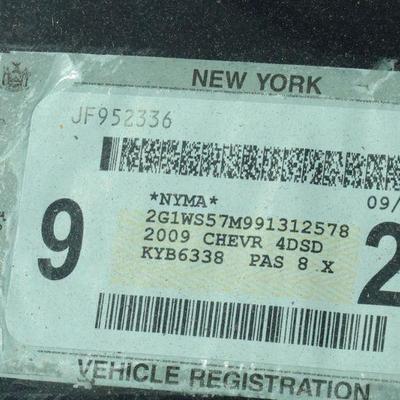 NEW YORK
JF952336
*NYMA* 09/
2G1WS57M991312578
2009 CHEVR 4DSD
KYB6338 PAS 8 X
9 2
VEHICLE REGISTRATION